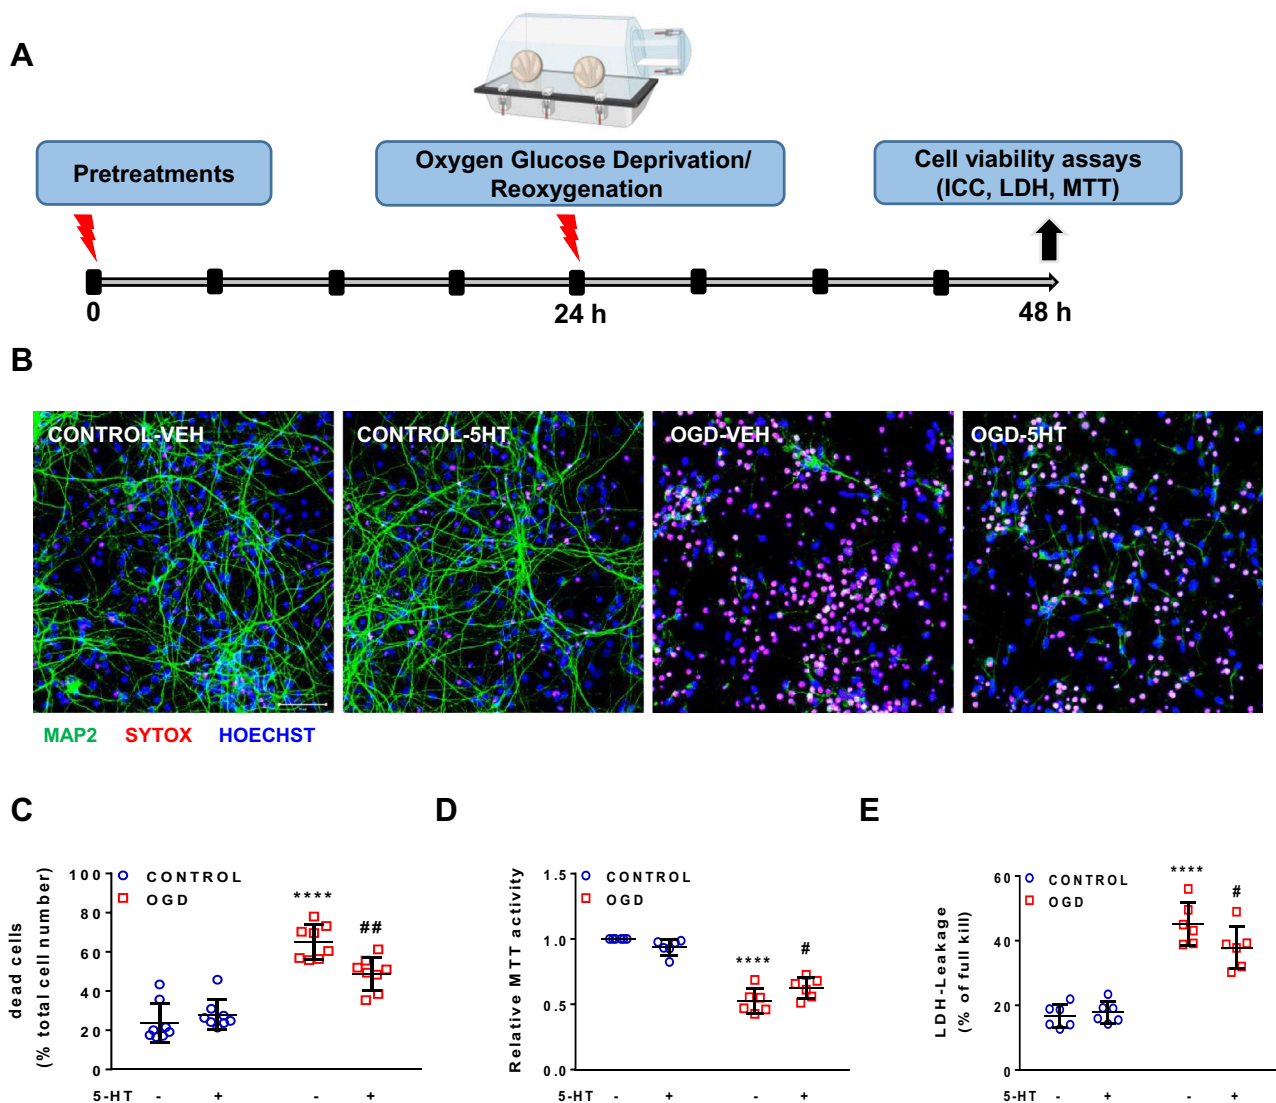 A
Pretreatments
Oxygen Glucose Deprivation/
Reoxygenation
Cell viability assays
(ICC, LDH, MTT)
0
24 h
48 h
B
CONTROL-VEH
CONTROL-5HT
OGD-VEH
OGD-5HT
MAP2 SYTOX HOECHST
C
dead cells
(% total cell number)
100
80
60
40
20
0
CONTROL
OGD
****
##
5-HT - + - +
D
Relative MTT activity
1.5
1.0
0.5
0.0
CONTROL
OGD
****
#
5-HT - + - +
E
LDH-Leakage
(% of full kill)
60
40
20
0
CONTROL
OGD
****
#
5-HT - + - +